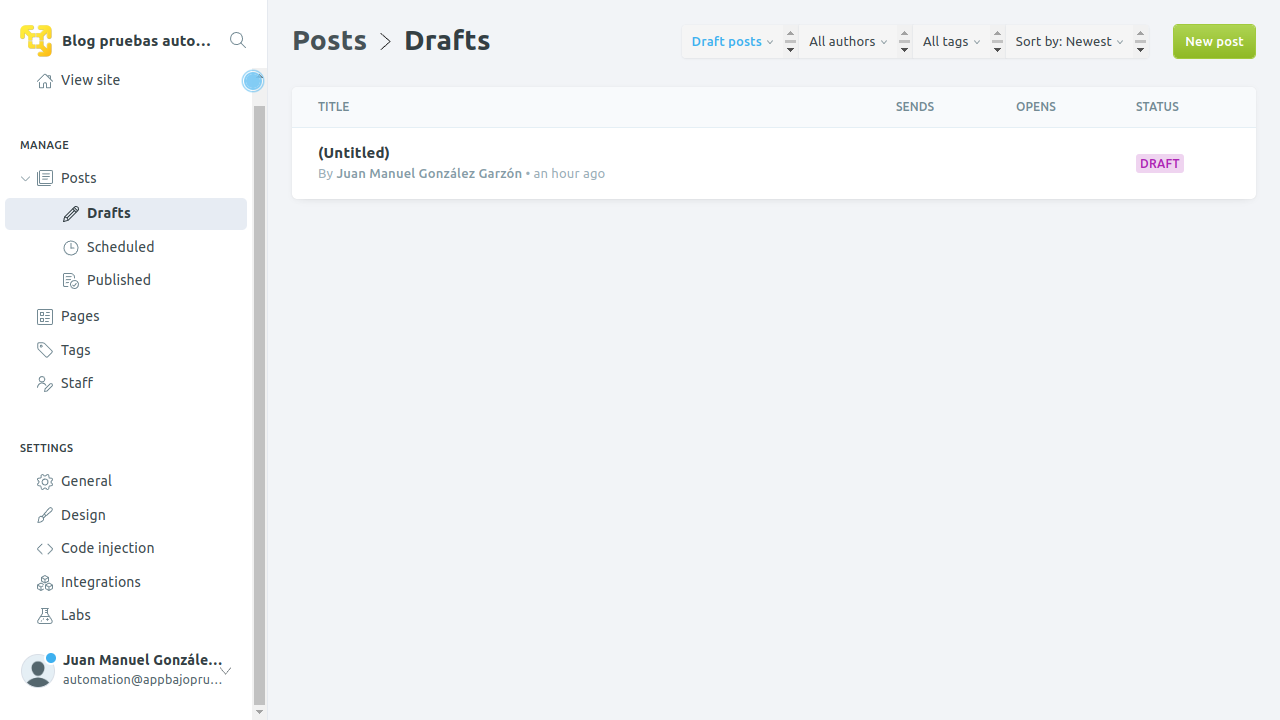 Blog pruebas auto...
View site
MANAGE
Posts
Drafts
Scheduled
Published
Pages
Tags
Staff
SETTINGS
General
Design
Code injection
Integrations
Labs
Juan Manuel Gonzále...
automation@appbajopru...
Posts > Drafts
Draft posts
All authors
All tags
Sort by: Newest
New post
TITLE SENDS OPENS STATUS
(Untitled)
By Juan Manuel González Garzón • an hour ago
DRAFT